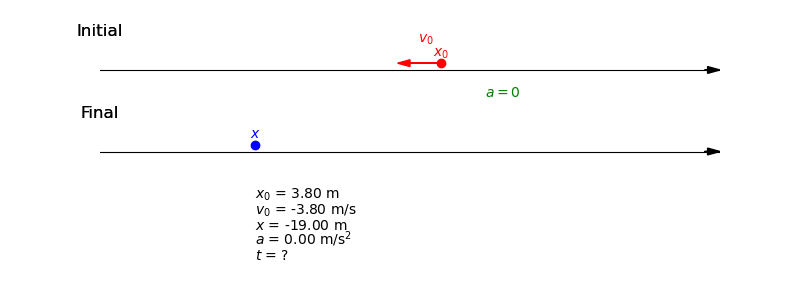 Initial
v₀
x₀
a = 0
Final
x
x₀ = 3.80 m
v₀ = -3.80 m/s
x = -19.00 m
a = 0.00 m/s²
t = ?